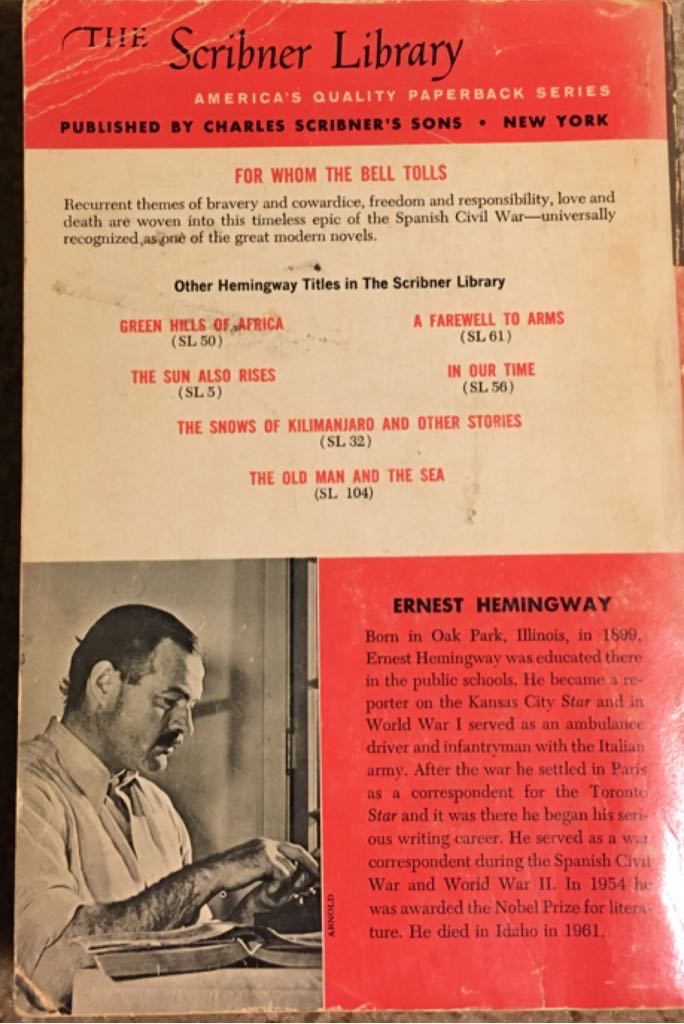 THE Scribner Library
AMERICA'S QUALITY PAPERBACK SERIES
PUBLISHED BY CHARLES SCRIBNER'S SONS • NEW YORK
FOR WHOM THE BELL TOLLS
Recurrent themes of bravery and cowardice, freedom and responsibility, love and
death are woven into this timeless epic of the Spanish Civil War—universally
recognized as one of the great modern novels.
Other Hemingway Titles in The Scribner Library
GREEN HILLS OF AFRICA
(SL 50)
A FAREWELL TO ARMS
(SL 61)
THE SUN ALSO RISES
(SL 5)
IN OUR TIME
(SL 56)
THE SNOWS OF KILIMANJARO AND OTHER STORIES
(SL 32)
THE OLD MAN AND THE SEA
(SL 104)
ARNOLD
ERNEST HEMINGWAY
Born in Oak Park, Illinois, in 1899,
Ernest Hemingway was educated there
in the public schools. He became a re-
porter on the Kansas City Star and in
World War I served as an ambulance
driver and infantryman with the Italian
army. After the war he settled in Paris
as a correspondent for the Toronto
Star and it was there he began his seri-
ous writing career. He served as a war
correspondent during the Spanish Civil
War and World War II. In 1954 he
was awarded the Nobel Prize for litera-
ture. He died in Idaho in 1961.